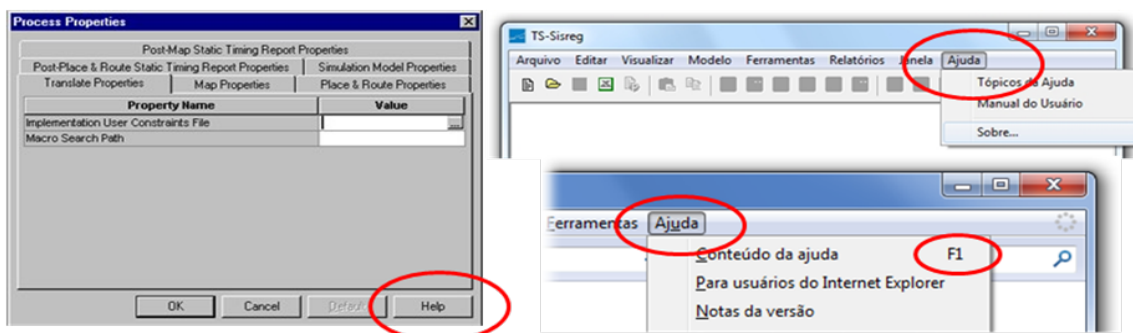 Process Properties
Post-Map Static Timing Report Properties
Post-Place & Route Static Timing Report Properties
Simulation Model Properties
Translate Properties
Map Properties
Place & Route Properties
Property Name
Value
Implementation User Constraints File
...
Macro Search Path
OK
Cancel
Default
Help
TS-Sisreg
Arquivo Editar Visualizar Modelo Ferramentas Relatórios Janela Ajuda
Tópicos da Ajuda
Manual do Usuário
Sobre...
Ferramentas Ajuda
Conteúdo da ajuda F1
Para usuários do Internet Explorer
Notas da versão